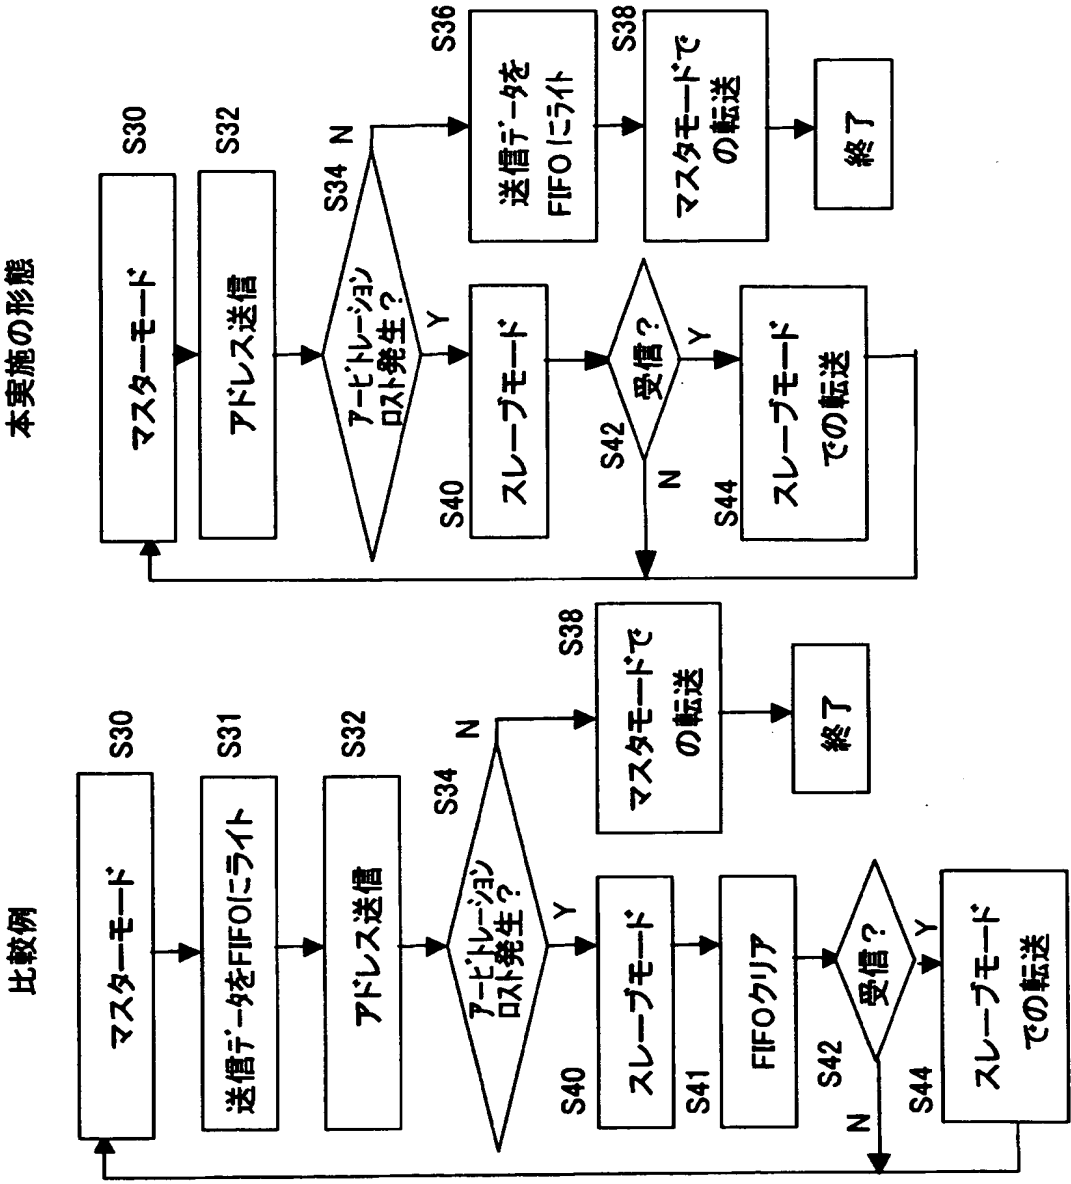 比較例
S30
マスターモード
S31
送信データをFIFOにライト
S32
アドレス送信
S34
アービトレーション
ロスト発生?
N
Y
S38
マスタモードで
の転送
終了
S40
スレーブモード
S41
FIFOクリア
S42
受信?
N
Y
S44
スレーブモード
での転送
本実施の形態
S30
マスターモード
S32
アドレス送信
S34
アービトレーション
ロスト発生?
N
Y
S36
送信データを
FIFOにライト
S38
マスタモードで
の転送
終了
S40
スレーブモード
S42
受信?
N
Y
S44
スレーブモード
での転送